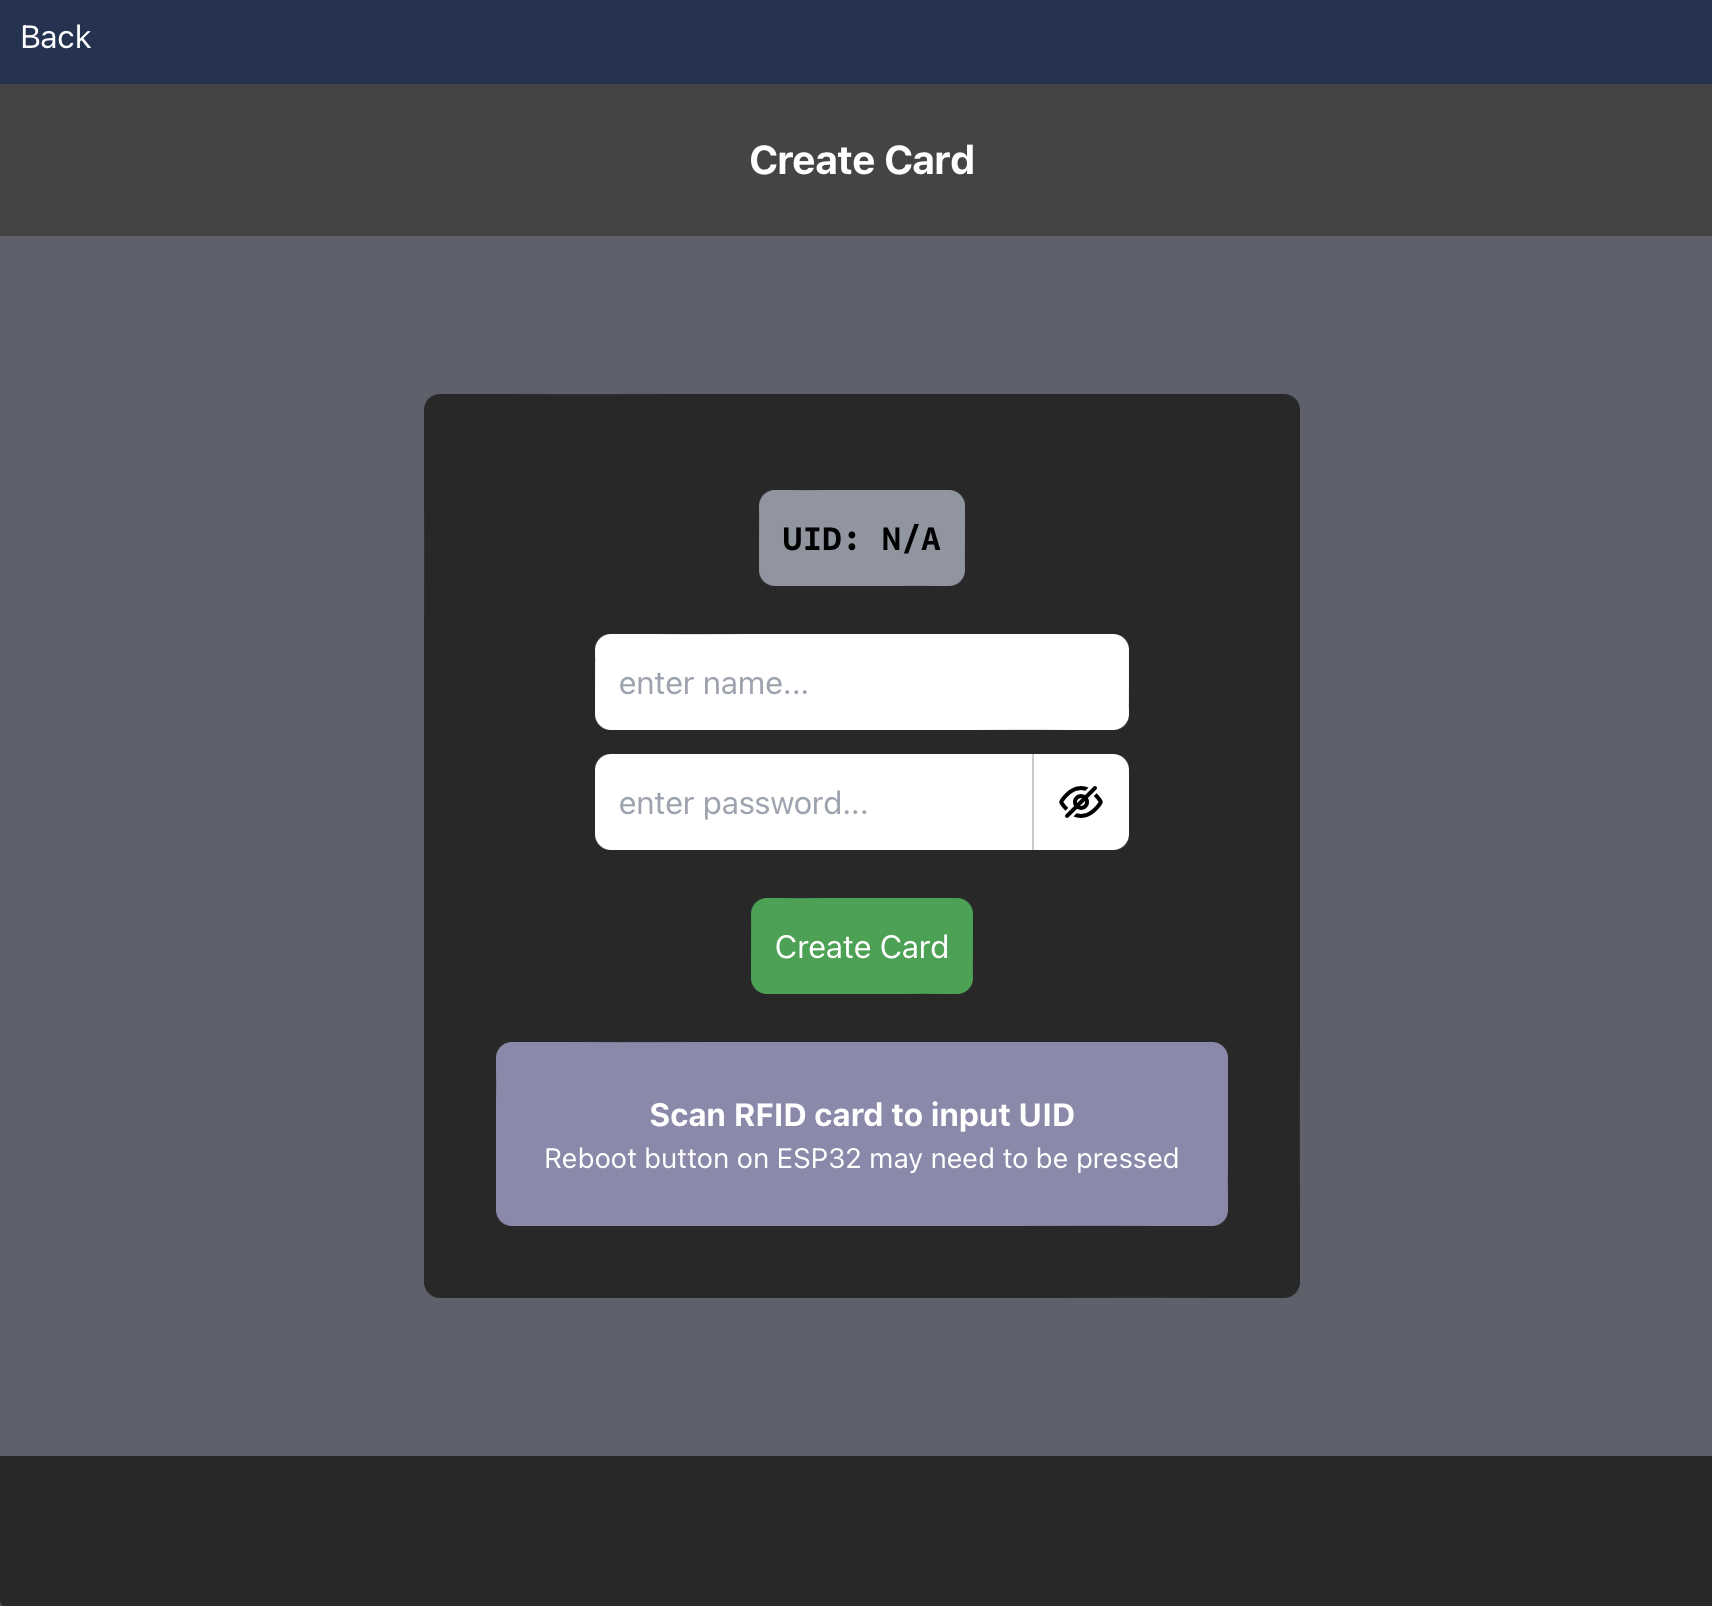 Back
Create Card
UID: N/A
enter name...
enter password...
Create Card
Scan RFID card to input UID
Reboot button on ESP32 may need to be pressed